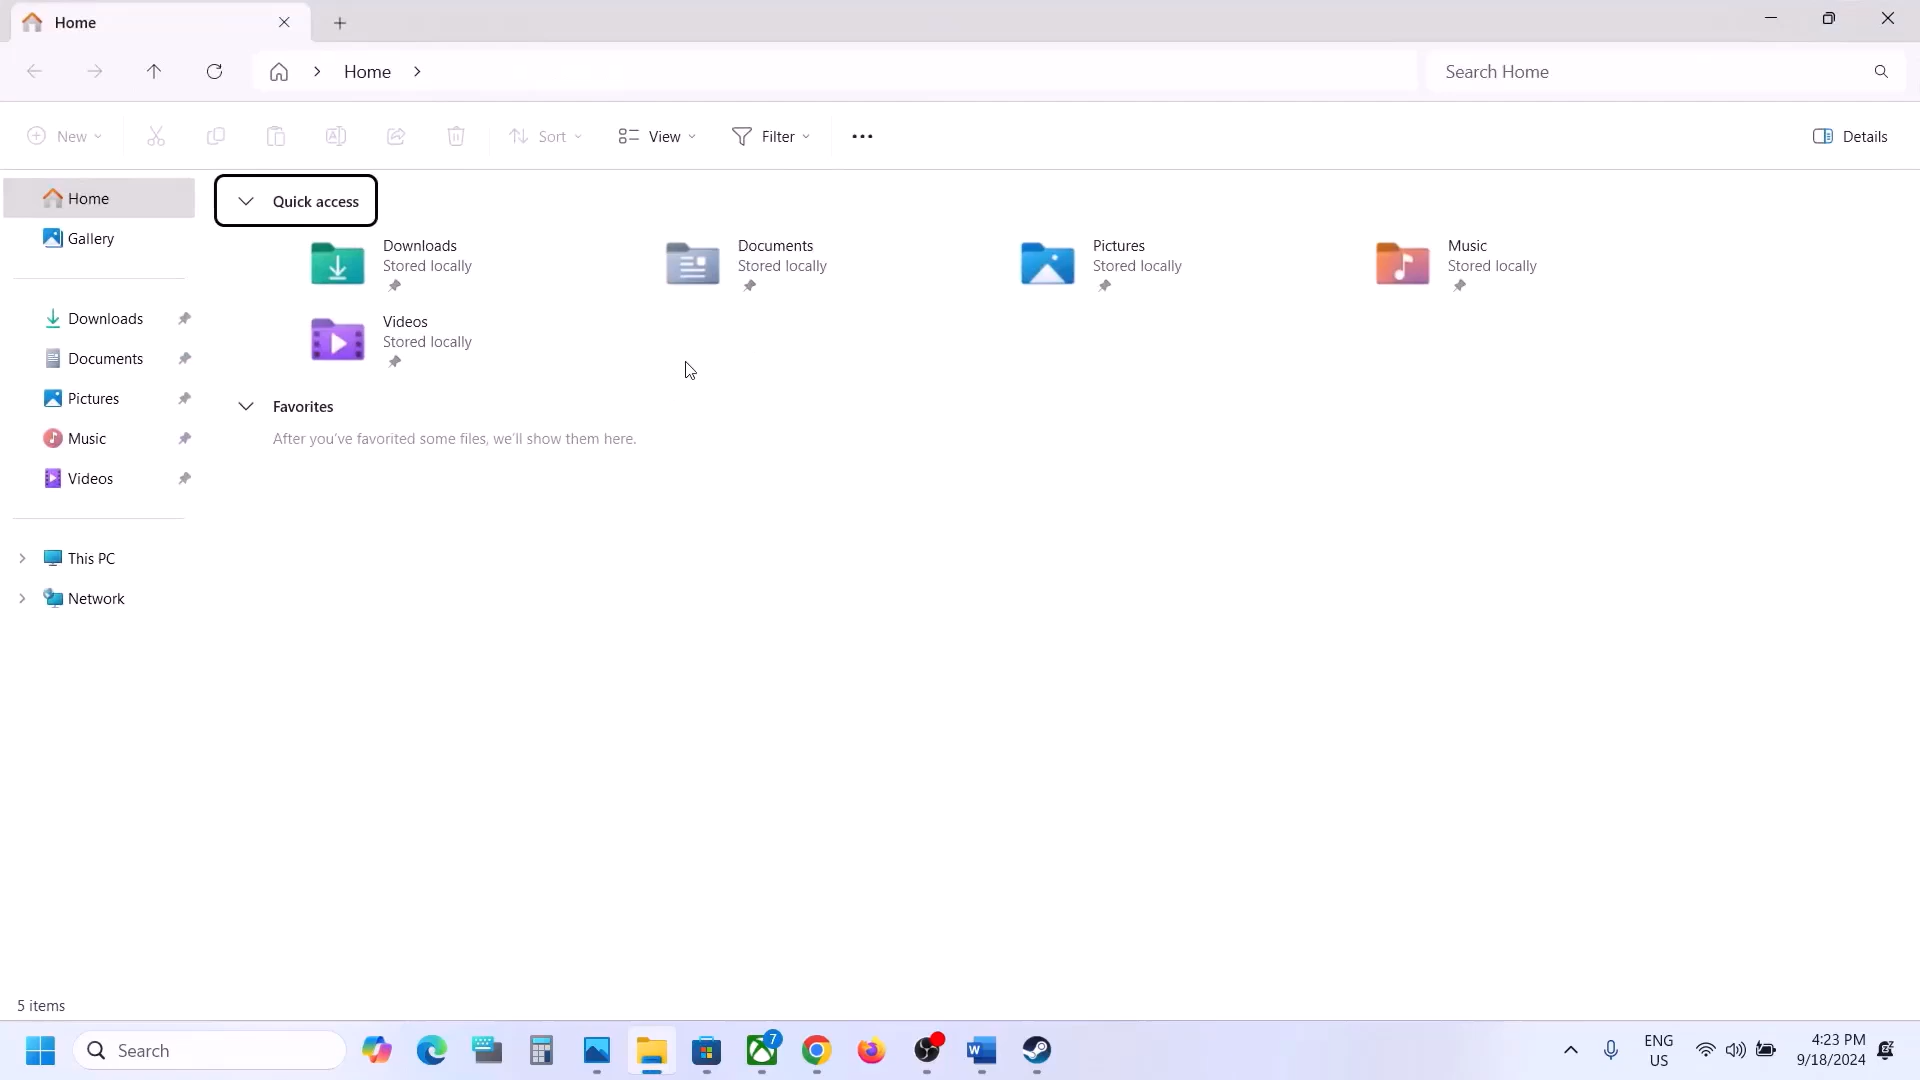 Home
Home
Search Home
New
Sort
View
Filter
Details
Home
Gallery
Downloads
Documents
Pictures
Music
Videos
This PC
Network
Quick access
Downloads
Stored locally
Documents
Stored locally
Pictures
Stored locally
Music
Stored locally
Videos
Stored locally
Favorites
After you've favorited some files, we'll show them here.
5 items
Search
7
ENG
US
4:23 PM
9/18/2024